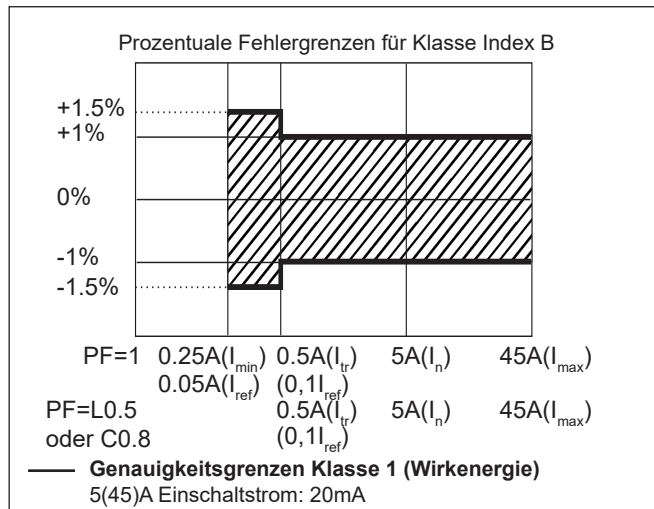 Prozentuale Fehlergrenzen für Klasse Index B
+1.5%
+1%
0%
-1%
-1.5%
PF=1 0.25A(Imin) 0.5A(Itr) 5A(In) 45A(Imax)
0.05A(Iref) (0,1Iref)
PF=L0.5 0.5A(Itr) 5A(In) 45A(Imax)
oder C0.8 (0,1Iref)
Genauigkeitsgrenzen Klasse 1 (Wirkenergie)
5(45)A Einschaltstrom: 20mA